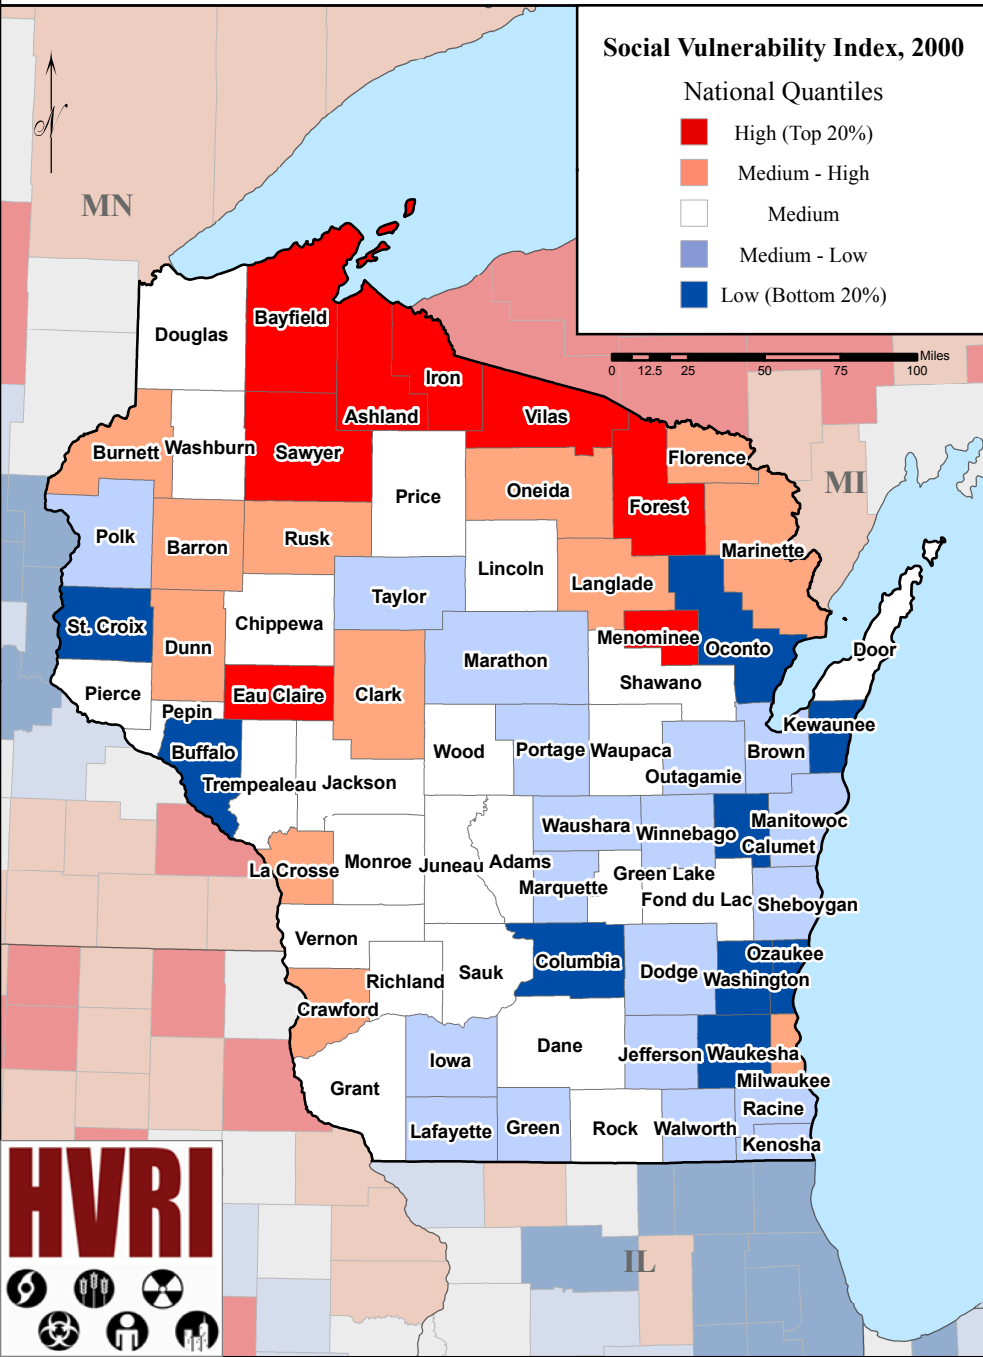 Social Vulnerability Index, 2000
National Quantiles
High (Top 20%)
Medium - High
Medium
Medium - Low
Low (Bottom 20%)
N
MN
Miles
0 12.5 25 50 75 100
Douglas
Bayfield
Iron
Ashland
Vilas
Burnett
Washburn
Sawyer
Florence
MI
Price
Oneida
Forest
Polk
Barron
Rusk
Marinette
Lincoln
Langlade
Taylor
St. Croix
Chippewa
Menominee
Dunn
Oconto
Door
Marathon
Shawano
Pierce
Eau Claire
Clark
Pepin
Kewaunee
Buffalo
Wood
Portage
Waupaca
Brown
Outagamie
Trempealeau
Jackson
Waushara
Winnebago
Manitowoc
Calumet
La Crosse
Monroe
Juneau
Adams
Marquette
Green Lake
Fond du Lac
Sheboygan
Vernon
Richland
Sauk
Columbia
Dodge
Ozaukee
Washington
Crawford
Iowa
Dane
Jefferson
Waukesha
Milwaukee
Grant
Lafayette
Green
Rock
Walworth
Racine
Kenosha
HVRI
IL